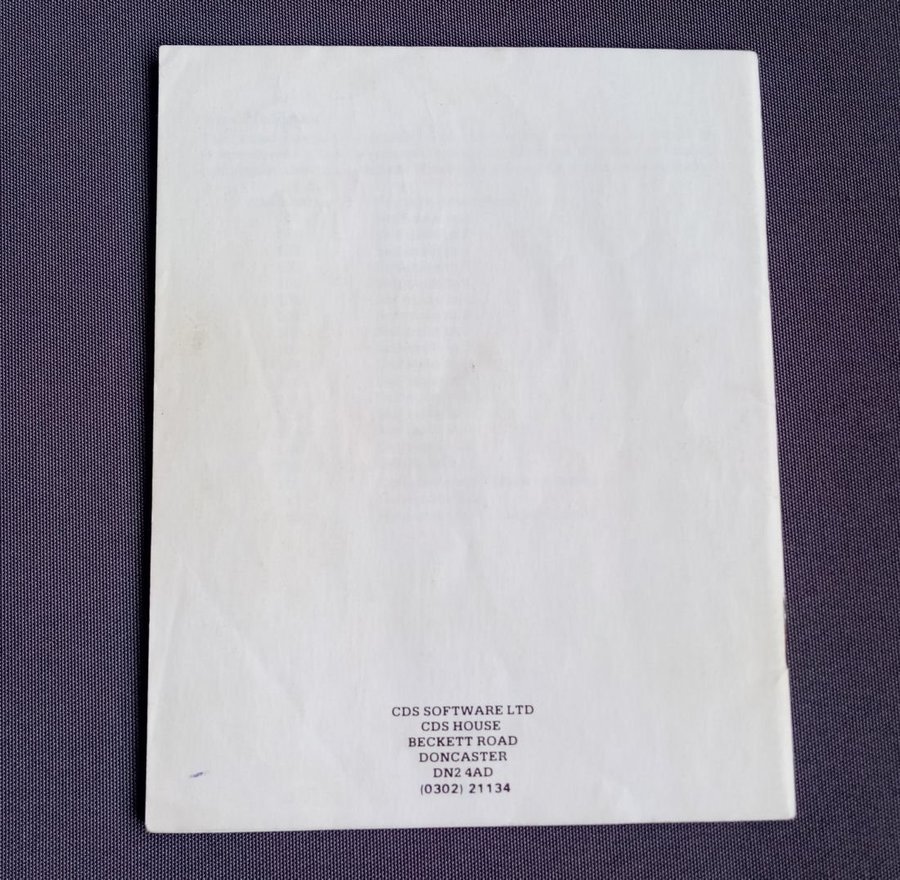 CDS SOFTWARE LTD
CDS HOUSE
BECKETT ROAD
DONCASTER
DN2 4AD
(0302) 21134